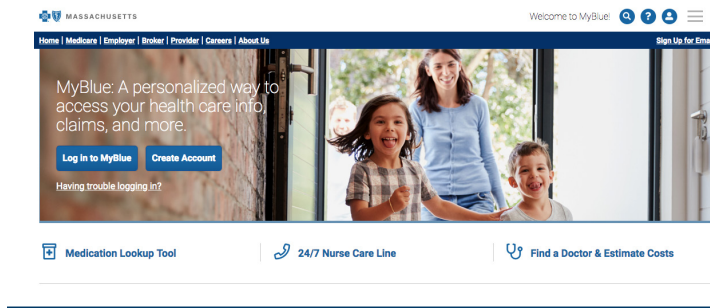 MASSACHUSETTS
Welcome to MyBlue!
Home | Medicare | Employer | Broker | Provider | Careers | About Us
Sign Up for Ema
MyBlue: A personalized way to
access your health care info,
claims, and more.
Log in to MyBlue
Create Account
Having trouble logging in?
Medication Lookup Tool
24/7 Nurse Care Line
Find a Doctor & Estimate Costs